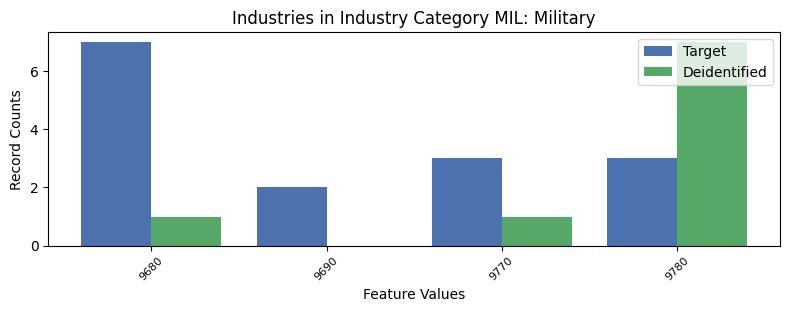 Industries in Industry Category MIL: Military
Target
Deidentified
Record Counts
6
4
2
0
9680
9690
9770
9780
Feature Values